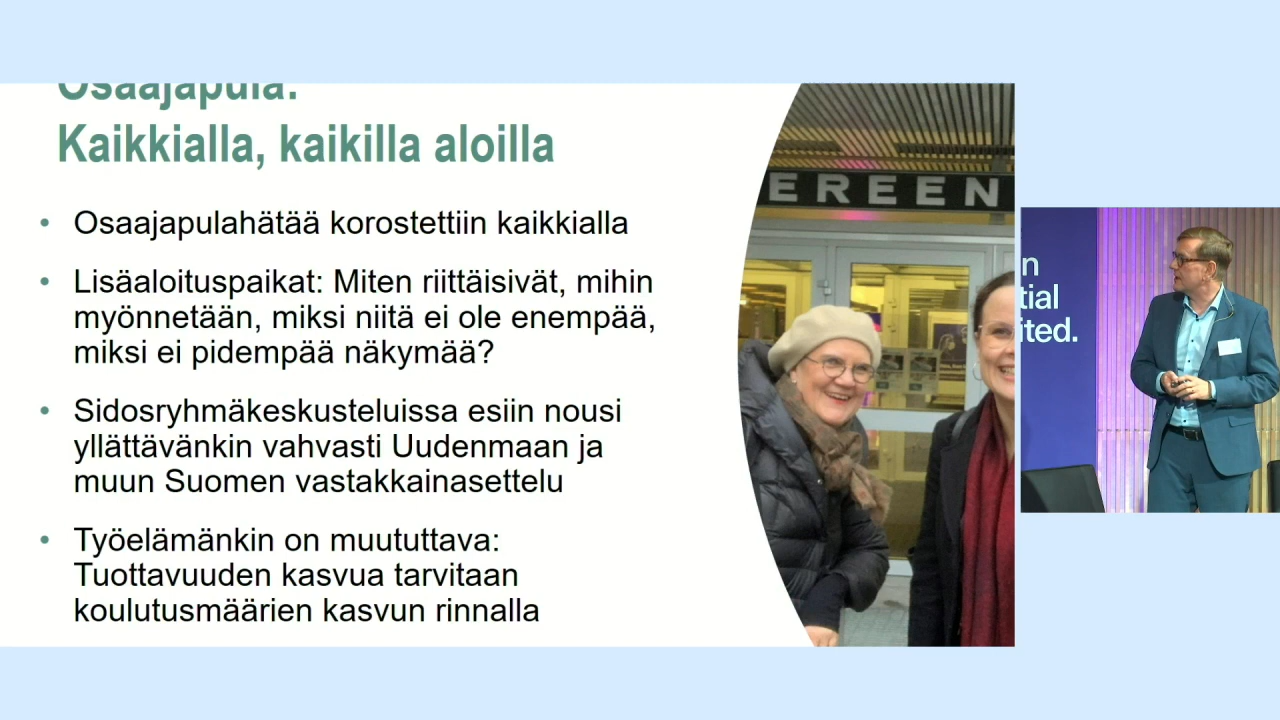 Osaajapula:
Kaikkialla, kaikilla aloilla
• Osaajapulahätää korostettiin kaikkialla
• Lisäaloituspaikat: Miten riittäisivät, mihin
myönnetään, miksi niitä ei ole enempää,
miksi ei pidempää näkymää?
• Sidosryhmäkeskusteluissa esiin nousi
yllättävänkin vahvasti Uudenmaan ja
muun Suomen vastakkainasettelu
• Työelämänkin on muututtava:
Tuottavuuden kasvua tarvitaan
koulutusmäärien kasvun rinnalla
EREEN
n
tial
ited.